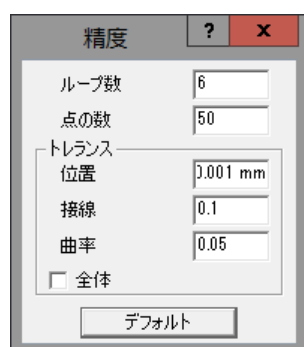 精度 ? x
ループ数 6
点の数 50
トレランス
位置 0.001 mm
接線 0.1
曲率 0.05
全体
デフォルト